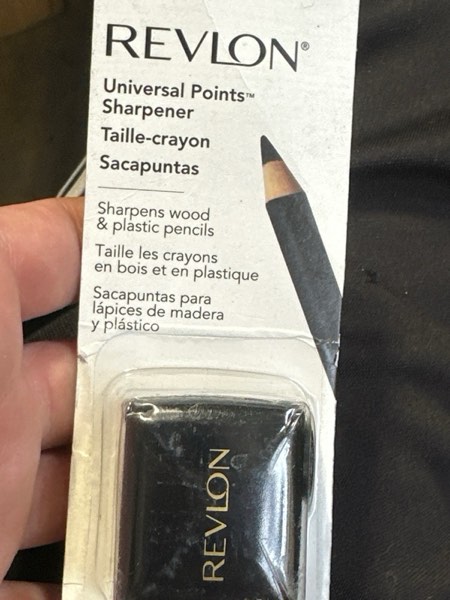 REVLON®
Universal Points™
Sharpener
Taille-crayon
Sacapuntas
Sharpens wood
& plastic pencils
Taille les crayons
en bois et en plastique
Sacapuntas para
lápices de madera
y plástico
REVLON